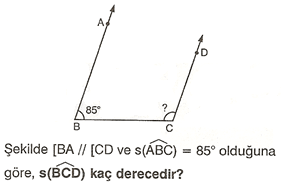 A
D
85°
?
B
C
Şekilde [BA // [CD ve s(ABC) = 85° olduğuna
göre, s(BCD) kaç derecedir?